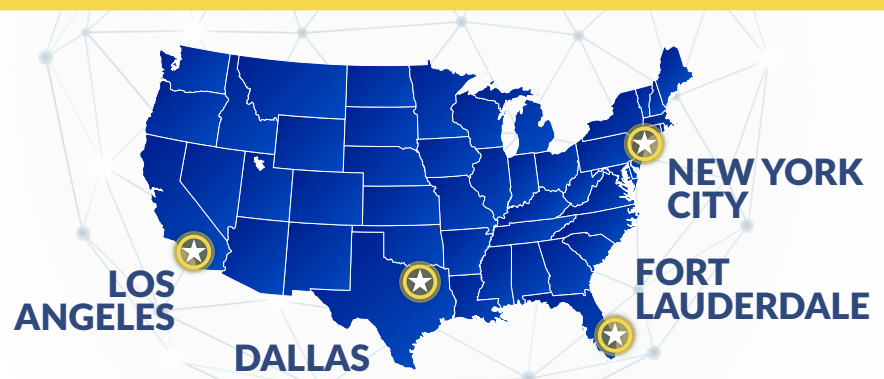 NEW YORK
CITY
LOS
ANGELES
FORT
LAUDERDALE
DALLAS